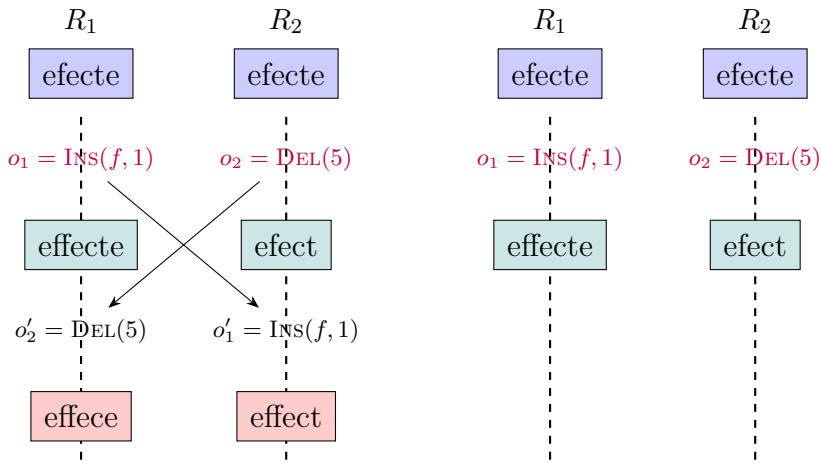 R₁ R₂ R₁ R₂
efecte efecte efecte efecte
o₁ = INS(f, 1) o₂ = DEL(5) o₁ = INS(f, 1) o₂ = DEL(5)
effecte efect effecte efect
o′₂ = DEL(5) o′₁ = INS(f, 1)
effece effect